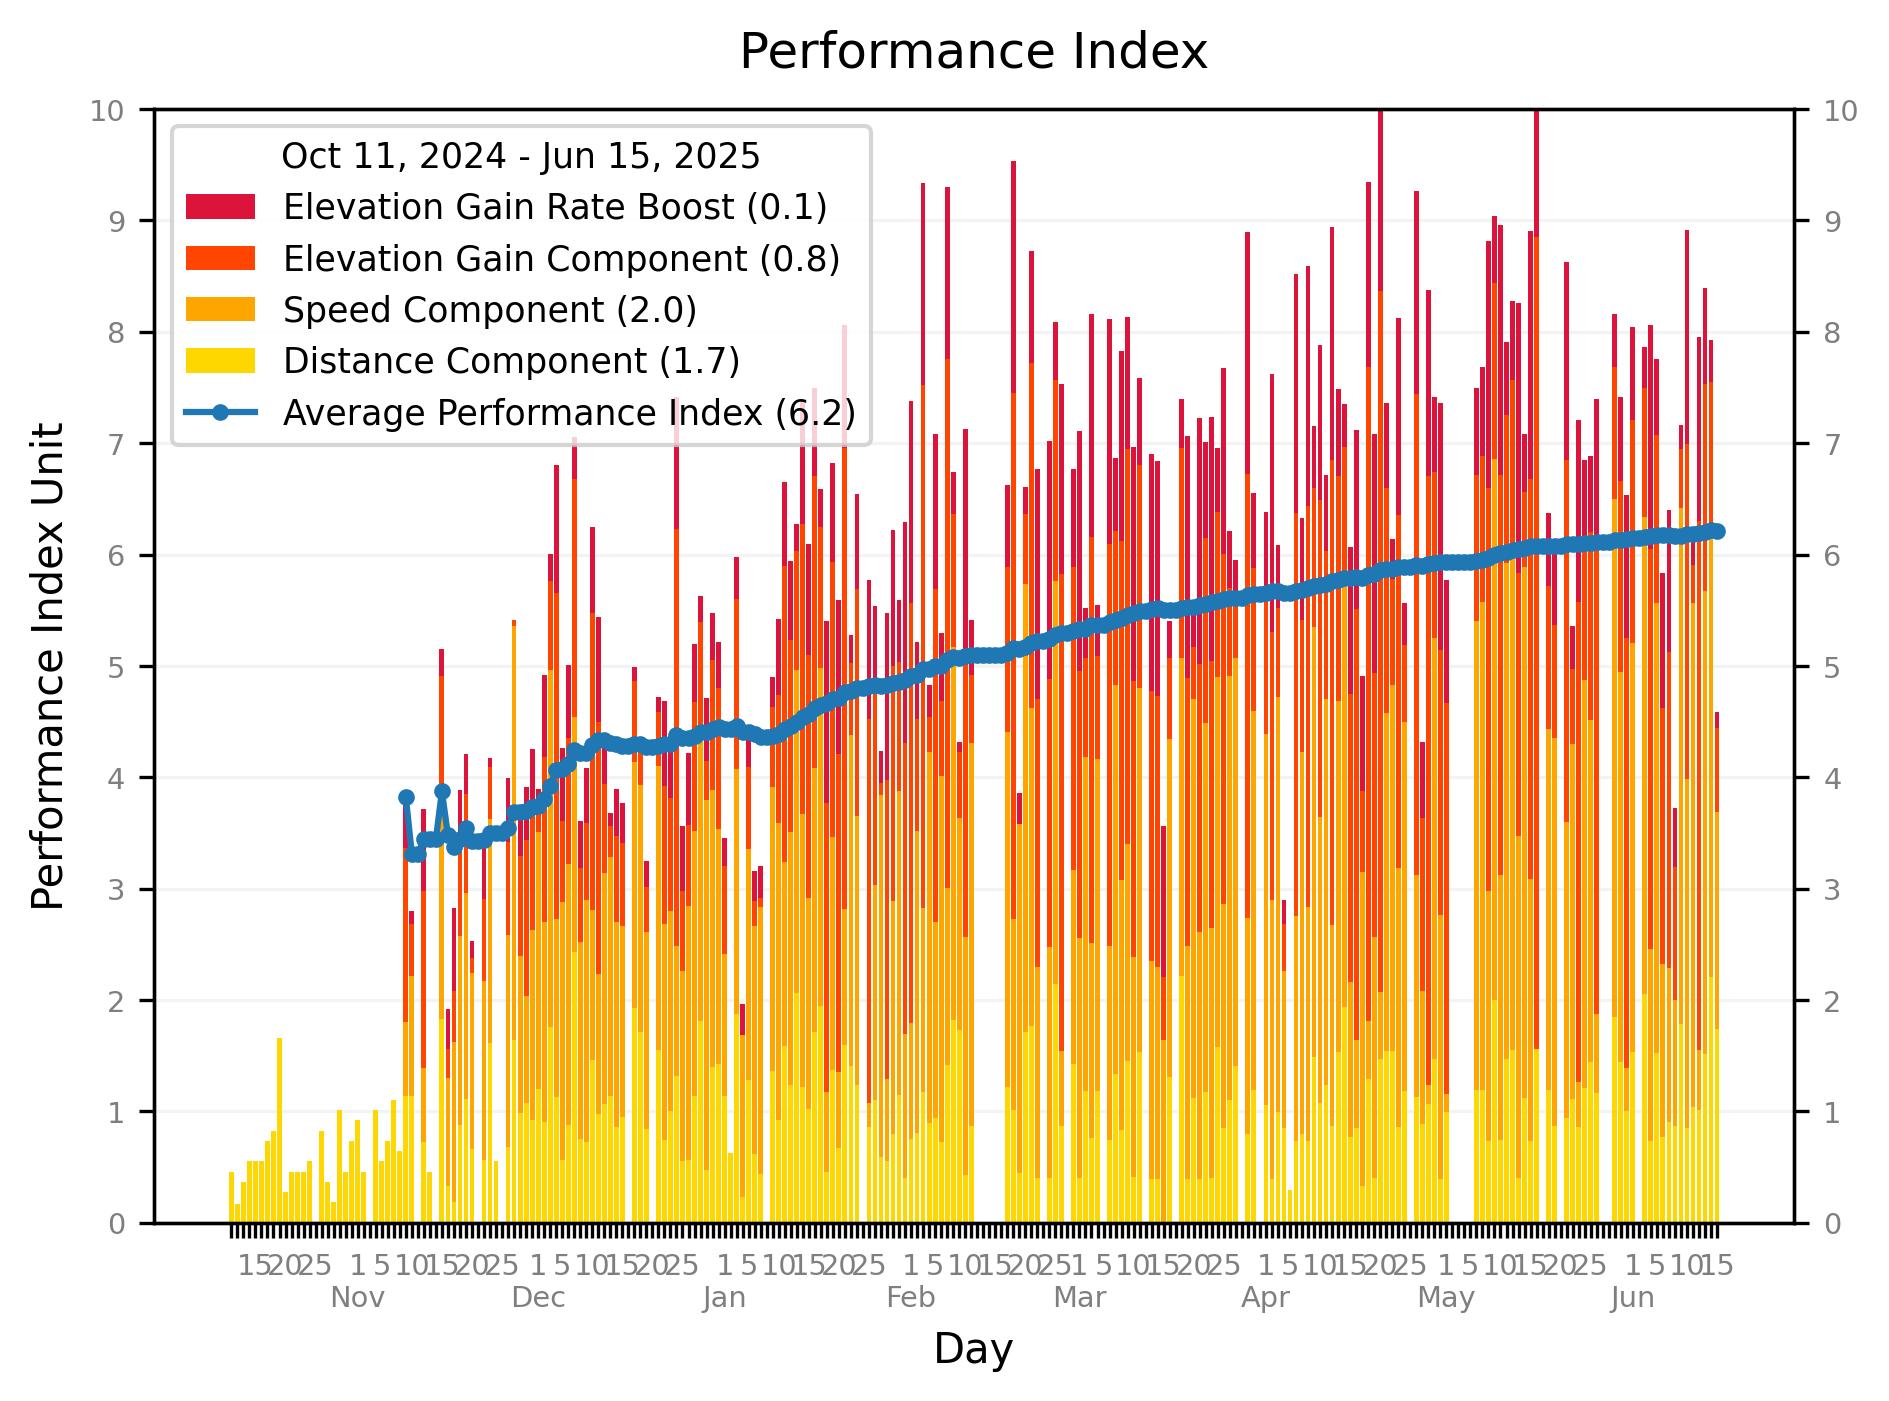 Performance Index
Oct 11, 2024 - Jun 15, 2025
Elevation Gain Rate Boost (0.1)
Elevation Gain Component (0.8)
Speed Component (2.0)
Distance Component (1.7)
Average Performance Index (6.2)
Performance Index Unit
10 10
9 9
8 8
7 7
6 6
5 5
4 4
3 3
2 2
1 1
0 0
15 20 25 1 5 10 15 20 25 1 5 10 15 20 25 1 5 10 15 20 25 1 5 10 15 20 25 1 5 10 15 20 25 1 5 10 15 20 25 1 5 10 15 20 25 1 5 10 15
Nov Dec Jan Feb Mar Apr May Jun
Day